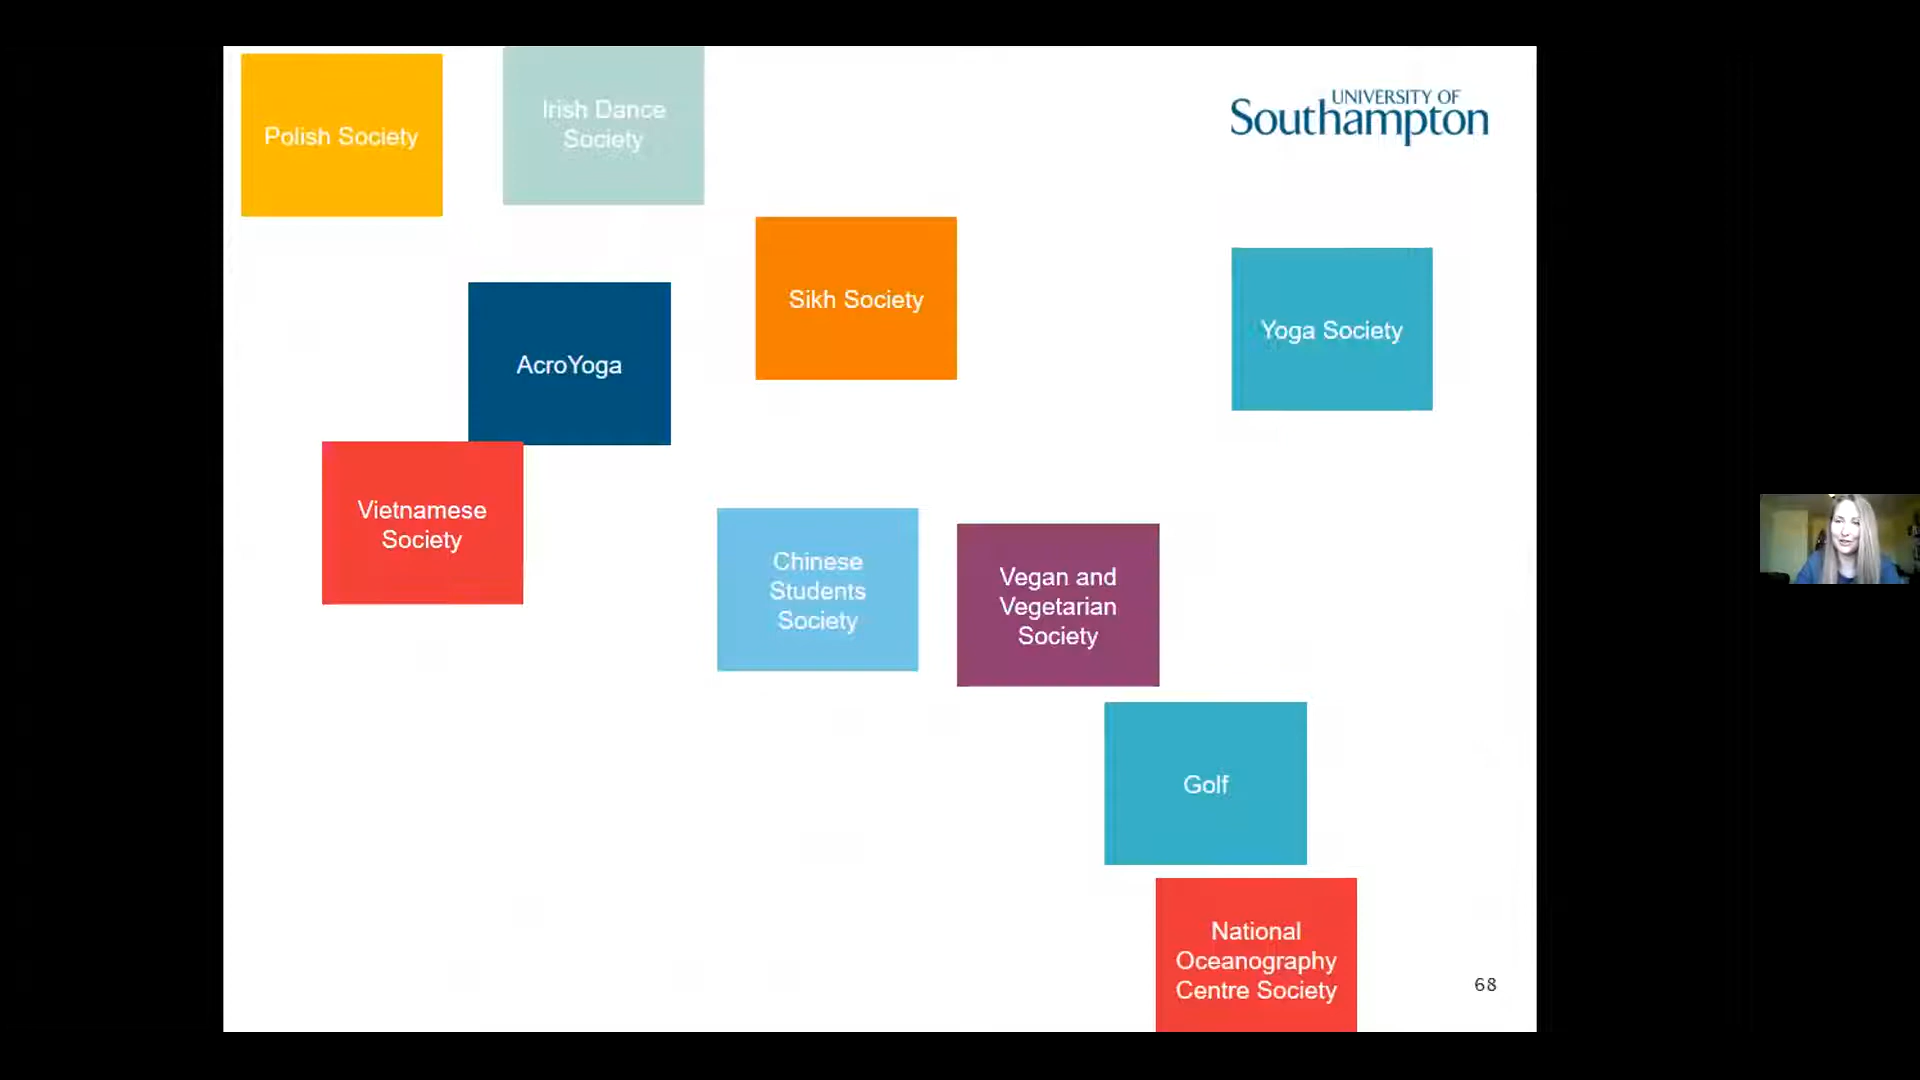 Polish Society
Irish Dance
Society
UNIVERSITY OF
Southampton
Sikh Society
Yoga Society
AcroYoga
Vietnamese
Society
Chinese
Students
Society
Vegan and
Vegetarian
Society
Golf
National
Oceanography
Centre Society
68